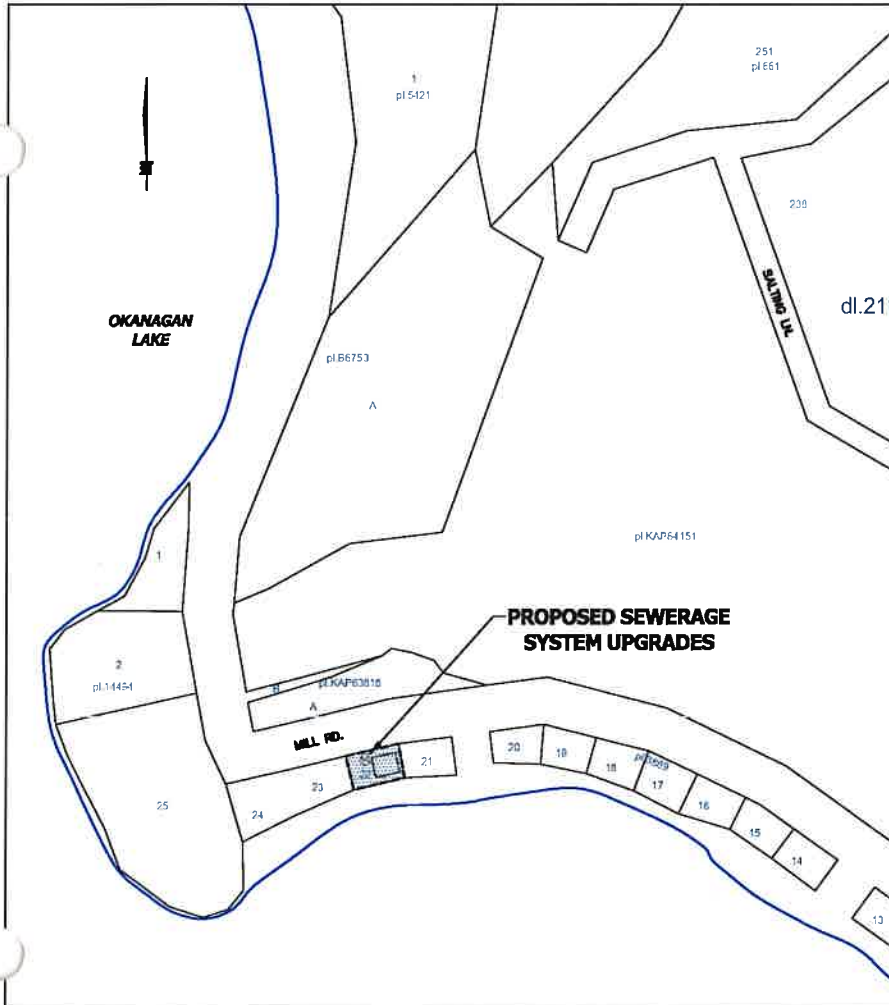 251
pl.661
1
pl.5421
238
SALTING LN.
dl.21
OKANAGAN
LAKE
pl.B6753
A
pl.KAP64151
1
PROPOSED SEWERAGE
SYSTEM UPGRADES
2
pl.14494
B
pl.KAP63818
A
MILL RD.
25
24
23
21
20
19
18
17
16
15
14
13